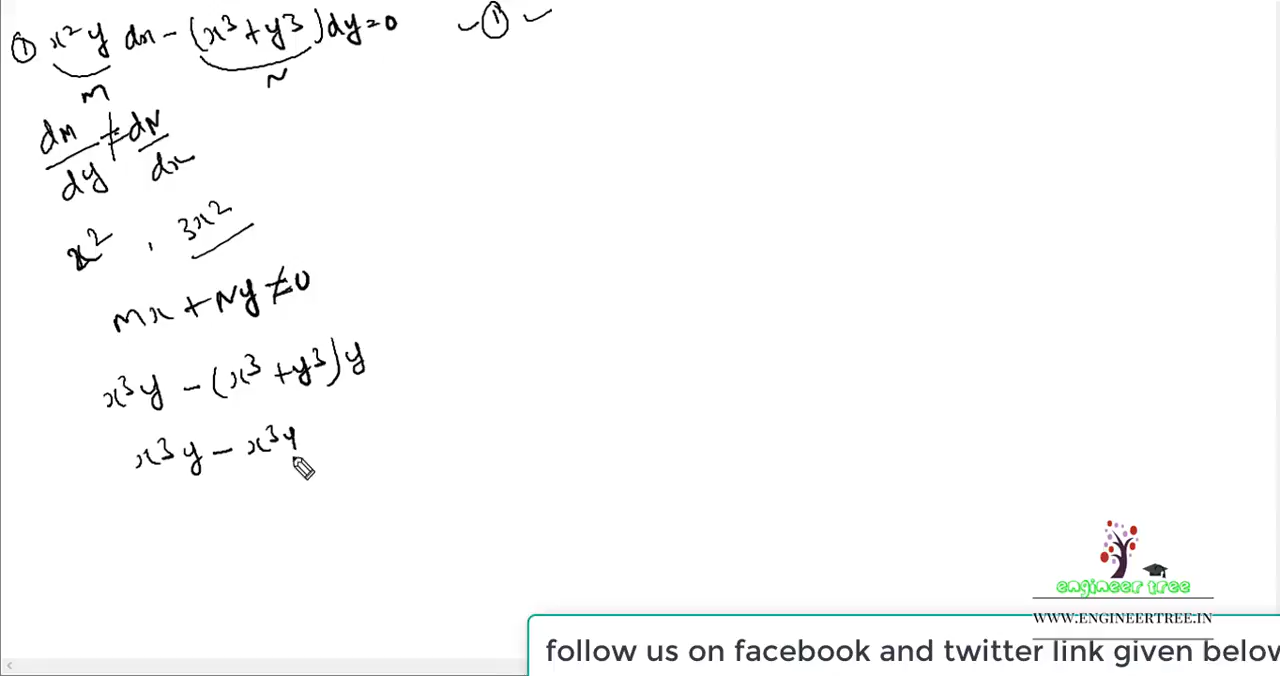 ① x²y dx - (x³+y³)dy=0 ①
M N
dM/dy ≠ dN/dx
x² , 3x²
Mx + Ny ≠ 0
x³y - (x³+y³)y
x³y - x³y
engineer tree
WWW.ENGINEERTREE.IN
follow us on facebook and twitter link given below